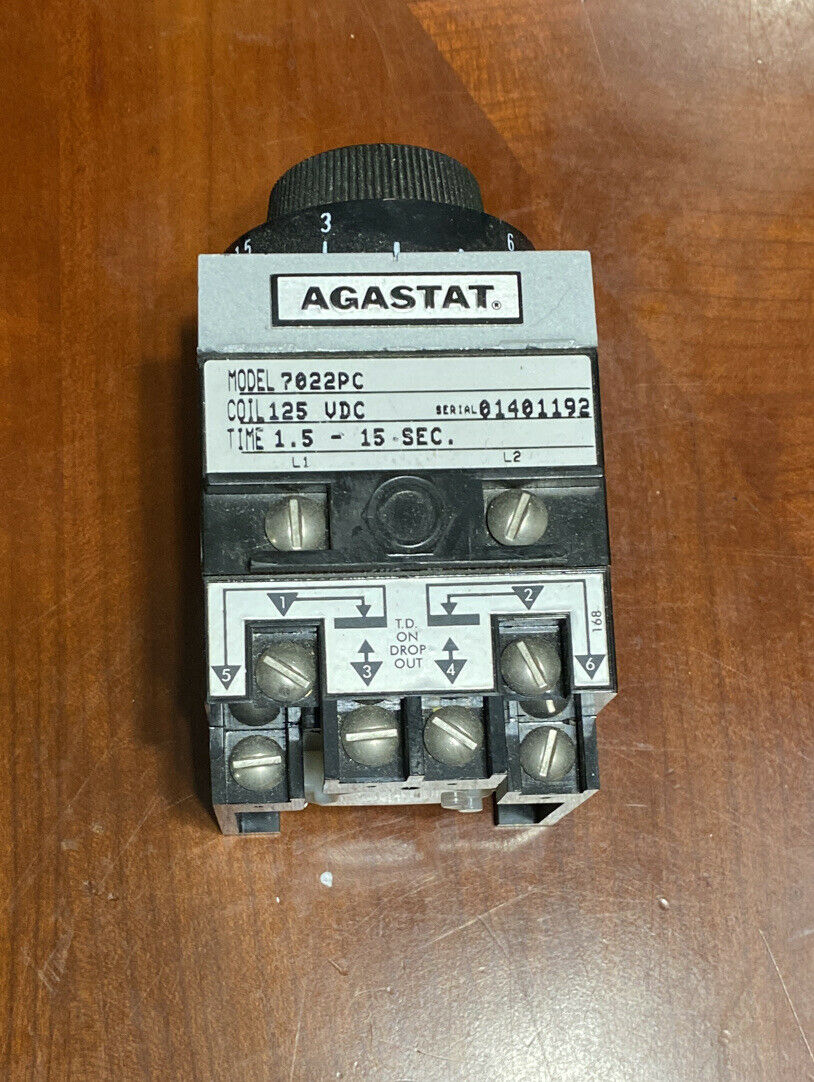 3
15
6
AGASTAT®
MODEL 7022PC
COIL 125 VDC SERIAL 01401192
TIME 1.5 - 15 SEC.
L1 L2
1 2
T.D.
ON
DROP
OUT
168
5 3 4 6